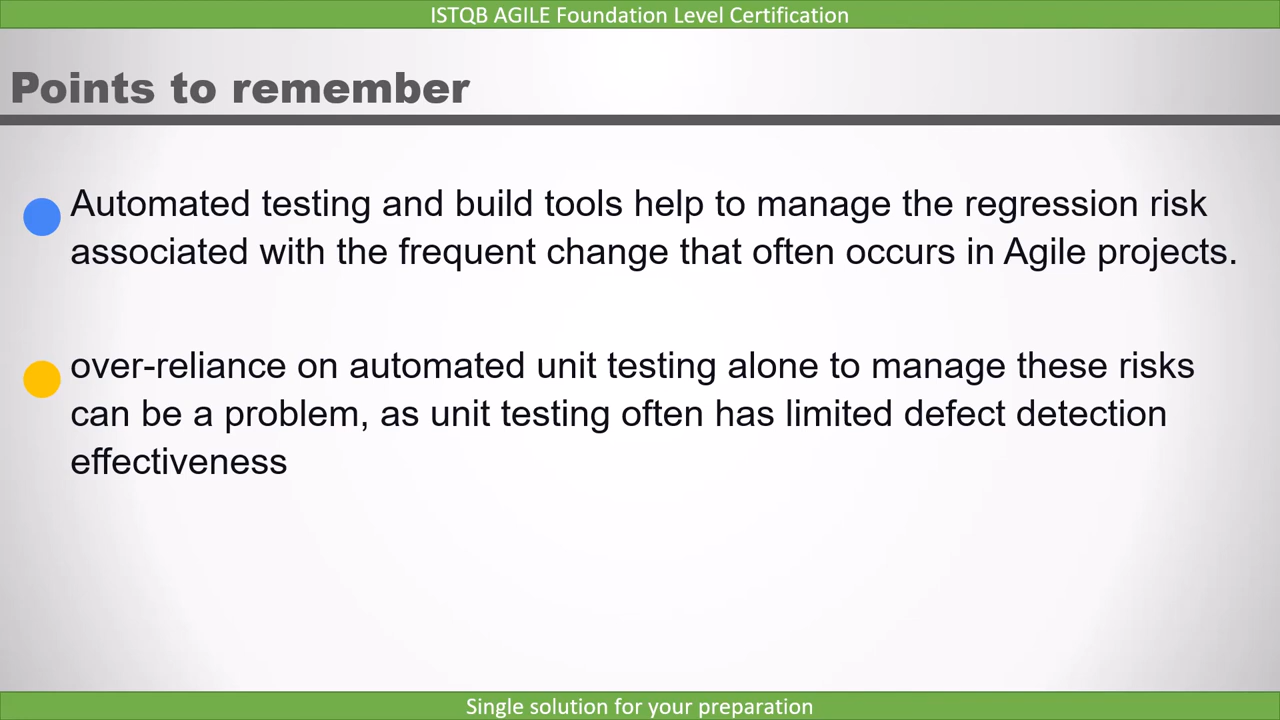 ISTQB AGILE Foundation Level Certification
Points to remember
Automated testing and build tools help to manage the regression risk
associated with the frequent change that often occurs in Agile projects.
over-reliance on automated unit testing alone to manage these risks
can be a problem, as unit testing often has limited defect detection
effectiveness
Single solution for your preparation